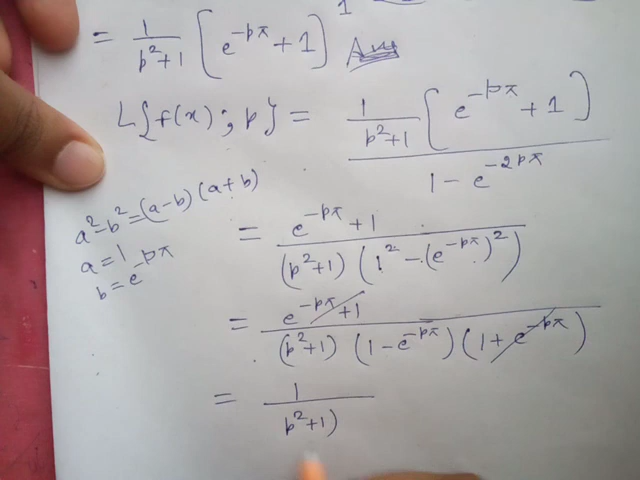 1
= 1/(p²+1) [e^(-pπ) + 1] Ans
L{f(x); p} = (1/(p²+1) [e^(-pπ) + 1]) / (1 - e^(-2pπ))
a² - b² = (a-b) (a+b)
a = 1
b = e^(-pπ)
= (e^(-pπ) + 1) / ((p²+1) (1² - (e^(-pπ))²))
= (e^(-pπ) + 1) / ((p²+1) (1 - e^(-pπ)) (1 + e^(-pπ)))
= 1 / (p²+1)